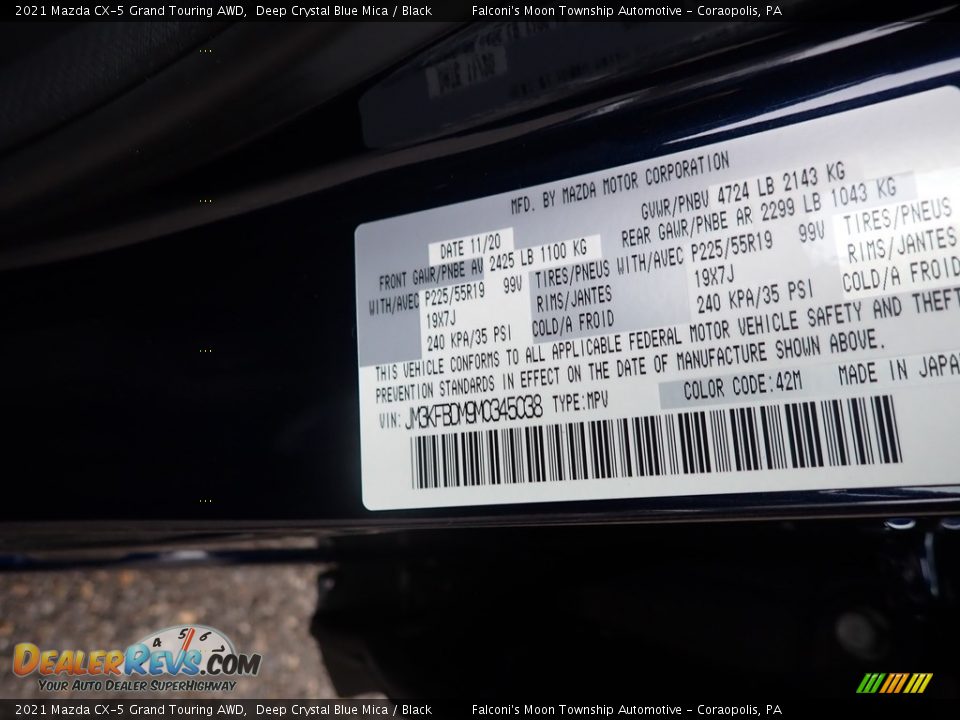 2021 Mazda CX-5 Grand Touring AWD, Deep Crystal Blue Mica / Black Falconi's Moon Township Automotive - Coraopolis, PA
MFD. BY MAZDA MOTOR CORPORATION
DATE 11/20 GVWR/PNBV 4724 LB 2143 KG
FRONT GAWR/PNBE AV 2425 LB 1100 KG REAR GAWR/PNBE AR 2299 LB 1043 KG
WITH/AVEC P225/55R19 99V TIRES/PNEUS WITH/AVEC P225/55R19 99V TIRES/PNEUS
19X7J RIMS/JANTES 19X7J RIMS/JANTES
240 KPA/35 PSI COLD/A FROID 240 KPA/35 PSI COLD/A FROID
THIS VEHICLE CONFORMS TO ALL APPLICABLE FEDERAL MOTOR VEHICLE SAFETY AND THEFT
PREVENTION STANDARDS IN EFFECT ON THE DATE OF MANUFACTURE SHOWN ABOVE.
VIN: JM3KFBDM9M0345038 TYPE:MPV COLOR CODE:42M MADE IN JAPA
4 5 6
DEALERREVS.COM
YOUR AUTO DEALER SUPERHIGHWAY
2021 Mazda CX-5 Grand Touring AWD, Deep Crystal Blue Mica / Black Falconi's Moon Township Automotive - Coraopolis, PA